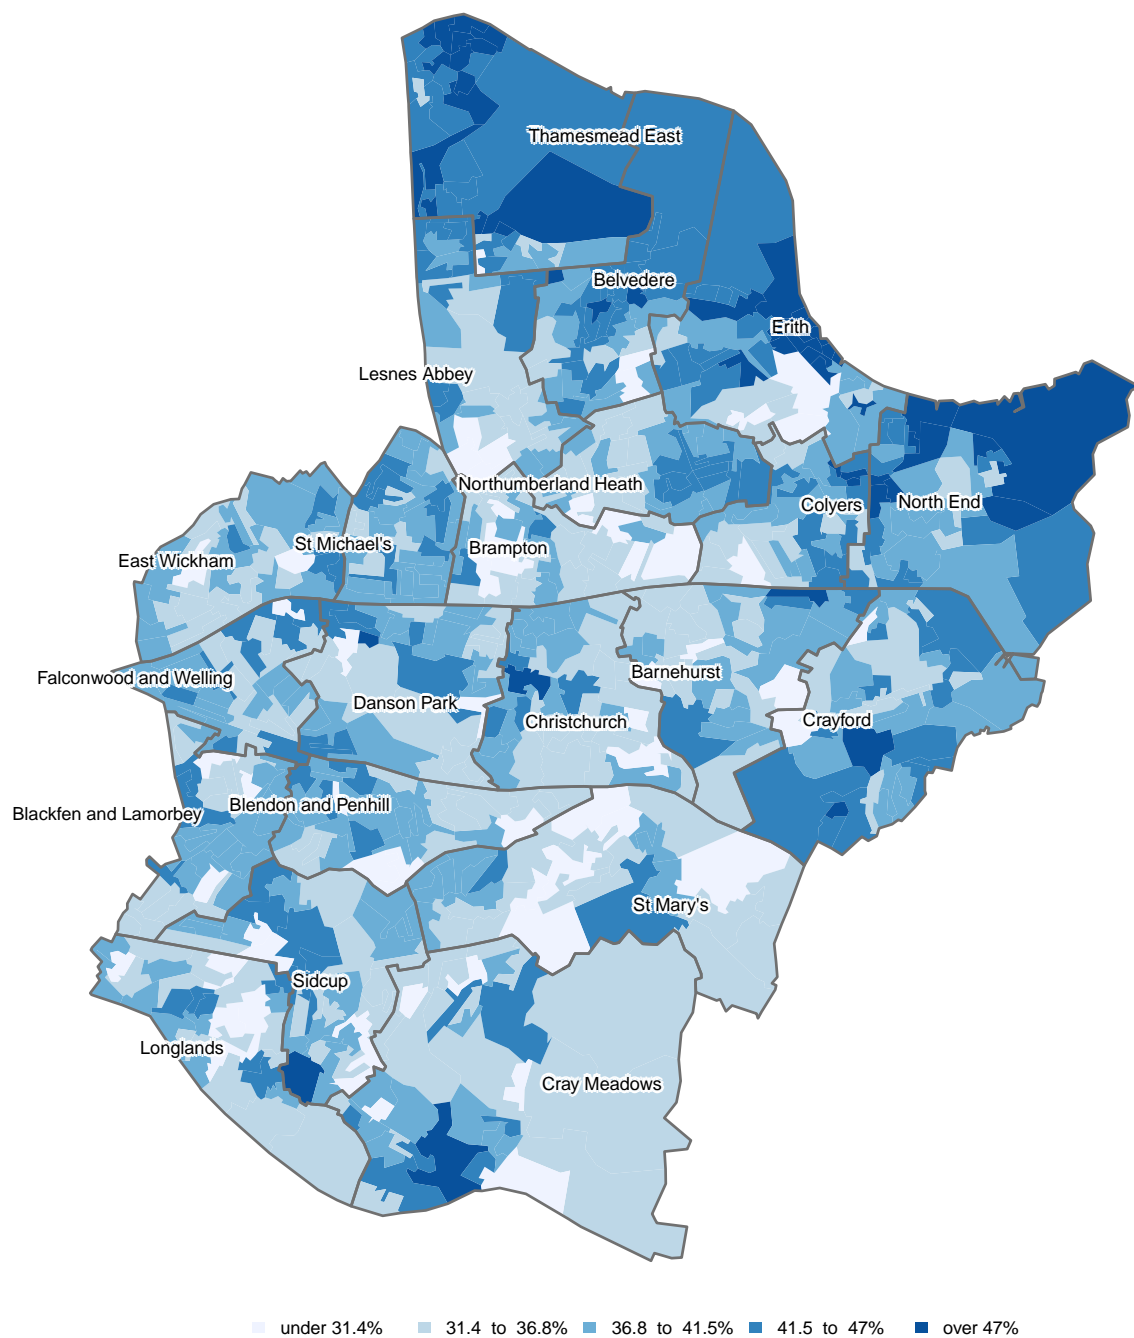 Thamesmead East
Belvedere
Erith
Lesnes Abbey
Northumberland Heath
Colyers
North End
St Michael's
Brampton
East Wickham
Falconwood and Welling
Barnehurst
Danson Park
Christchurch
Crayford
Blendon and Penhill
Blackfen and Lamorbey
St Mary's
Sidcup
Longlands
Cray Meadows
under 31.4% 31.4 to 36.8% 36.8 to 41.5% 41.5 to 47% over 47%